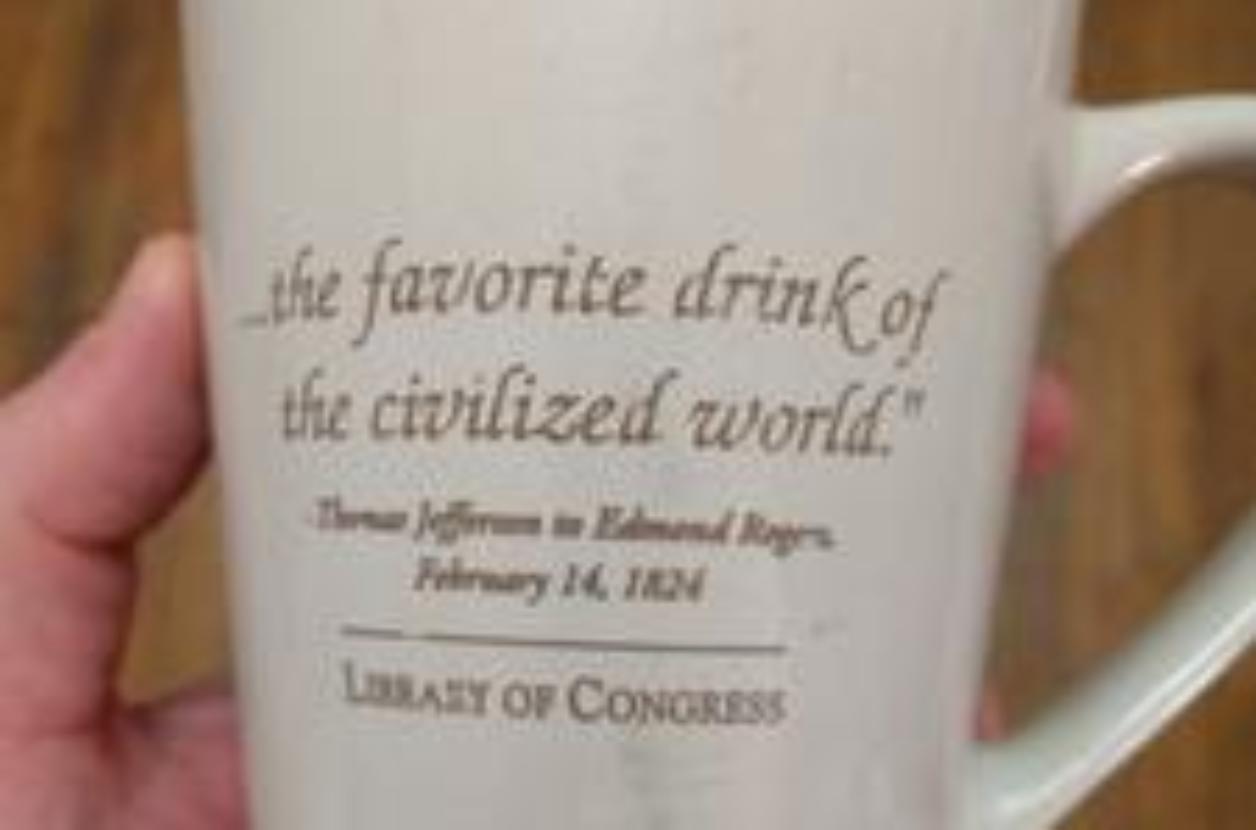 ...the favorite drink of
the civilized world."
Thomas Jefferson to Edmund Rogers
February 14, 1824
LIBRARY OF CONGRESS